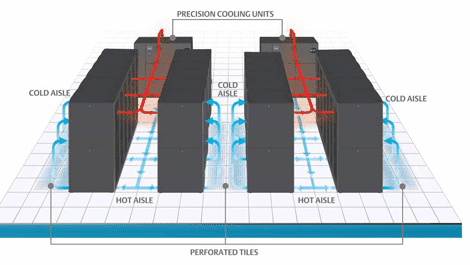 PRECISION COOLING UNITS
COLD AISLE
COLD
AISLE
COLD AISLE
HOT AISLE
HOT AISLE
PERFORATED TILES